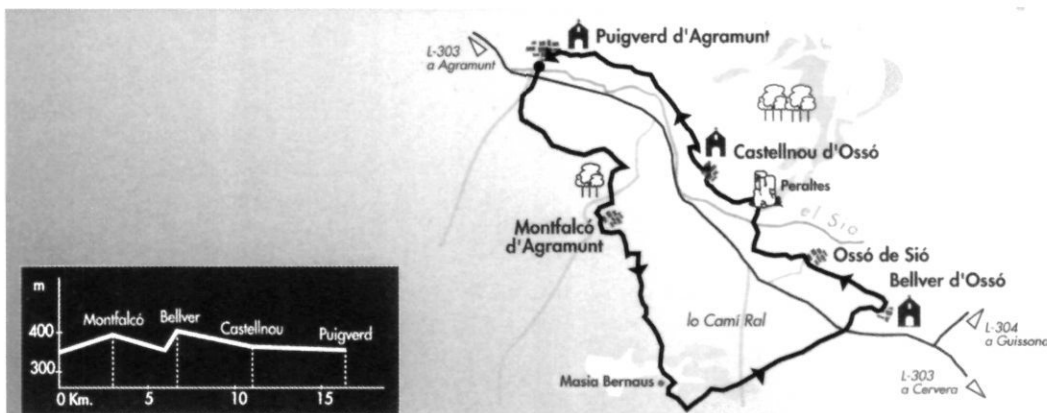 L-303
a Agramunt
Puigverd d'Agramunt
Castellnou d'Ossó
Peraltes
el Sió
Montfalcó
d'Agramunt
Ossó de Sió
Bellver d'Ossó
lo Camí Ral
L-304
a Guissona
Masia Bernaus
L-303
a Cervera
m
400
300
Montfalcó
Bellver
Castellnou
Puigverd
0 Km.
5
10
15